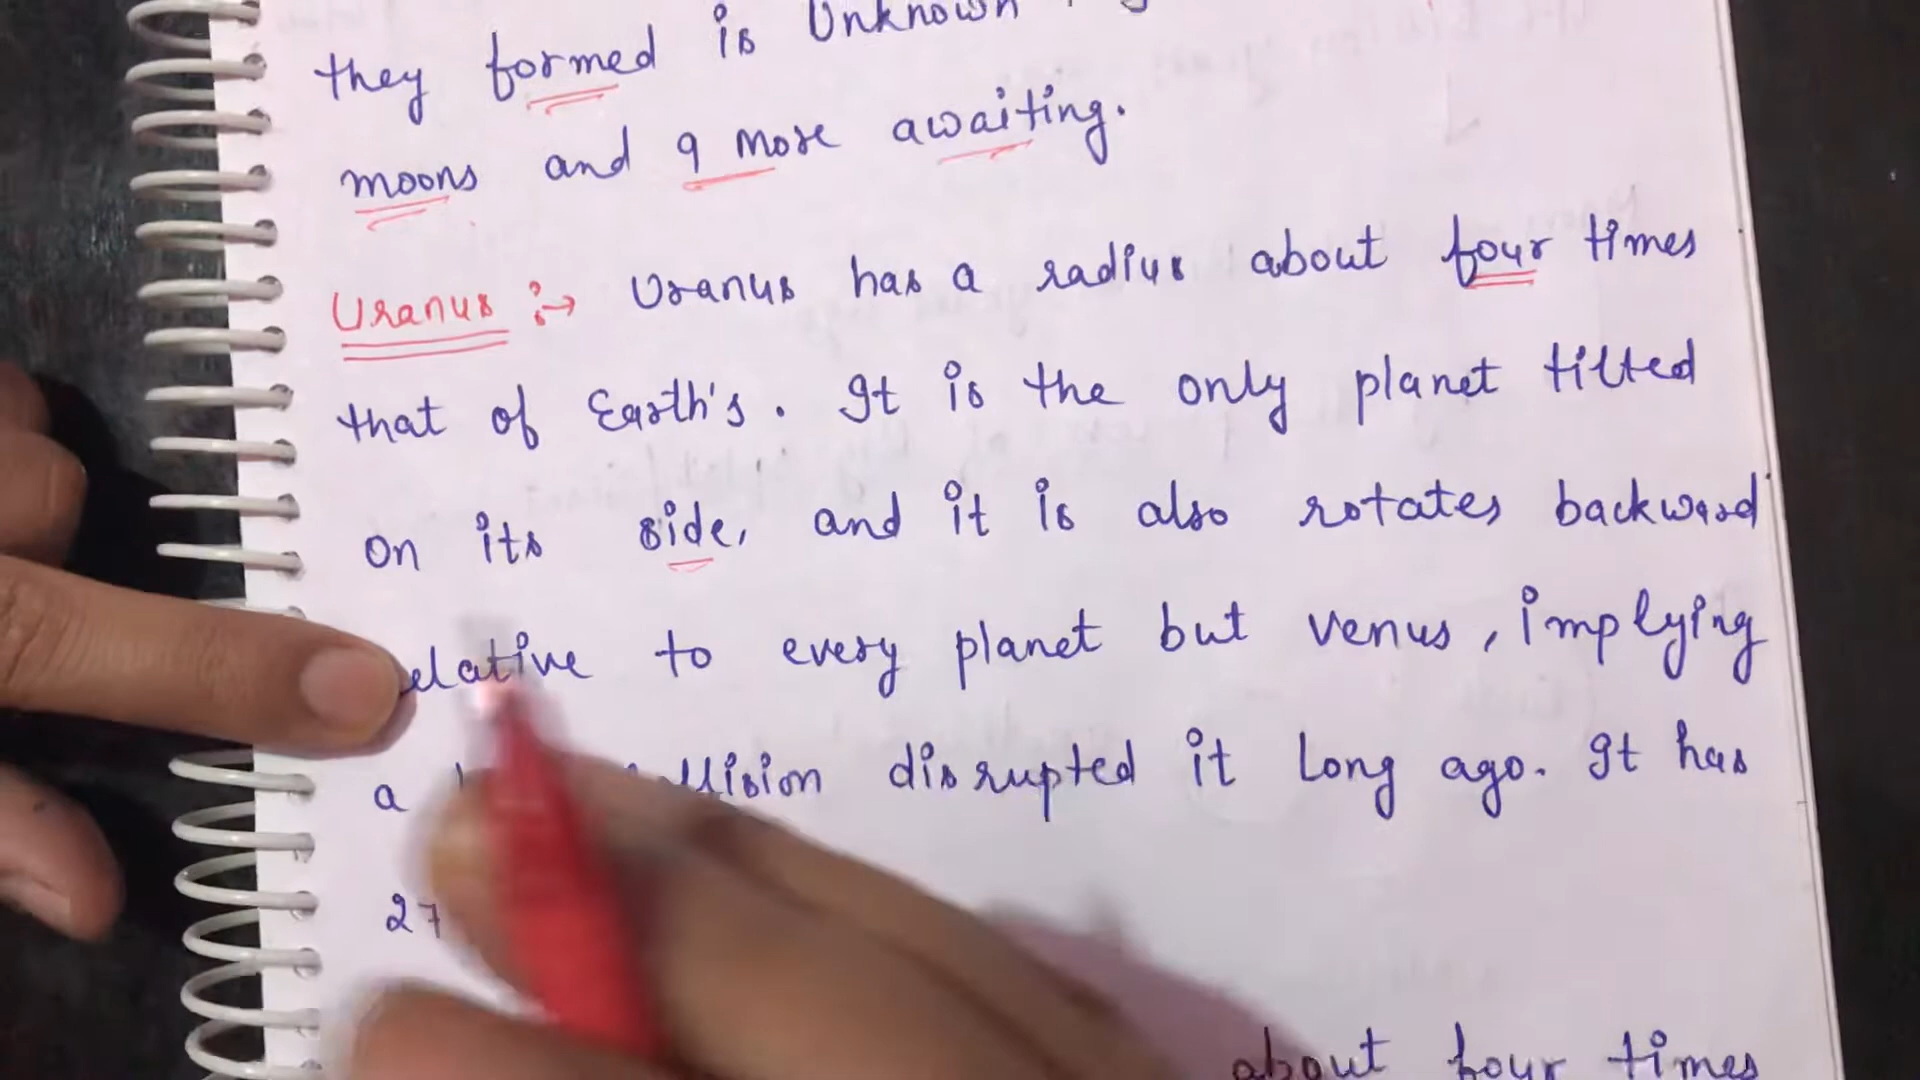 they formed is Unknown
moons and 9 more awaiting.
Uranus :→ Uranus has a radius about four times
that of Earth's. It is the only planet tilted
on its side, and it is also rotates backward
relative to every planet but venus, implying
a disrupted it long ago. It has
27
about four times